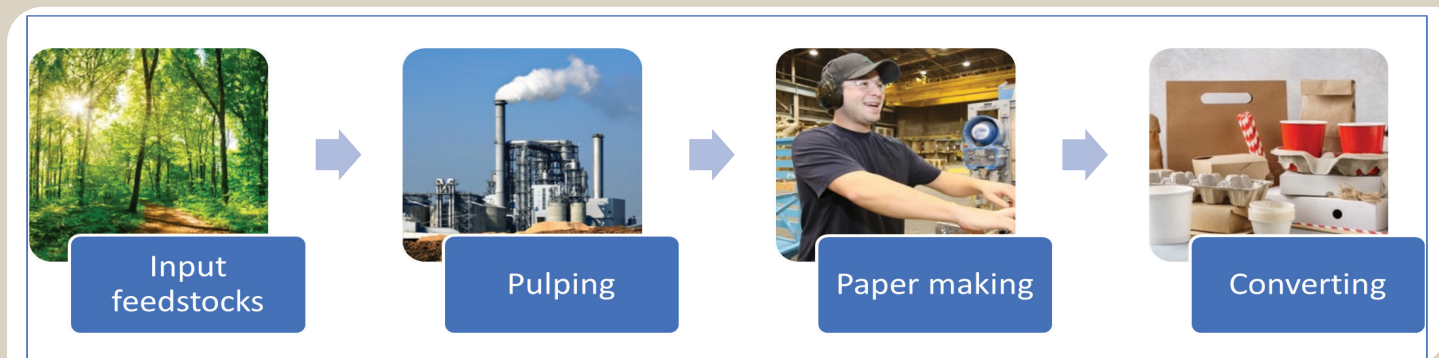 Input
feedstocks
Pulping
Paper making
Converting